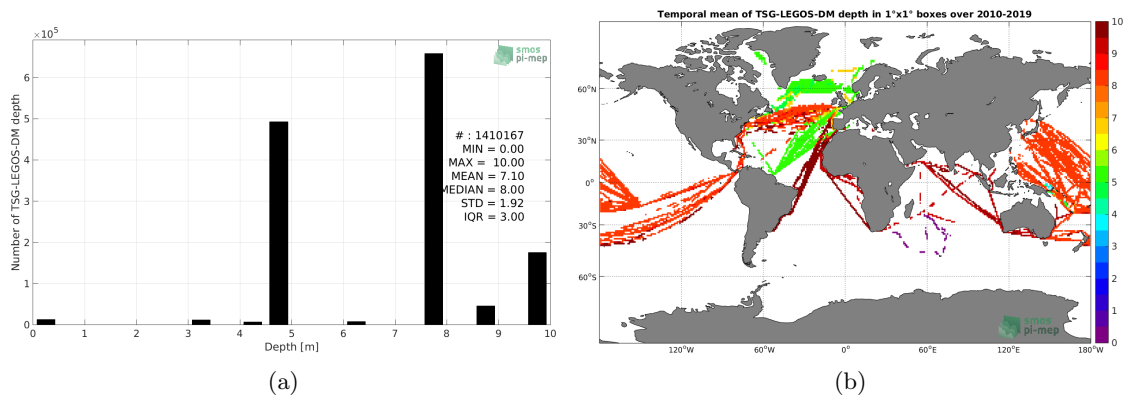 ×10⁵
smos
pi-mep
Number of TSG-LEGOS-DM depth
6
5
4
3
2
1
0
# : 1410167
MIN = 0.00
MAX = 10.00
MEAN = 7.10
MEDIAN = 8.00
STD = 1.92
IQR = 3.00
0 1 2 3 4 5 6 7 8 9 10
Depth [m]
(a)
Temporal mean of TSG-LEGOS-DM depth in 1°x1° boxes over 2010-2019
60°N
30°N
0°
30°S
60°S
120°W 60°W 0° 60°E 120°E 180°W
smos
pi-mep
10
9
8
7
6
5
4
3
2
1
0
(b)